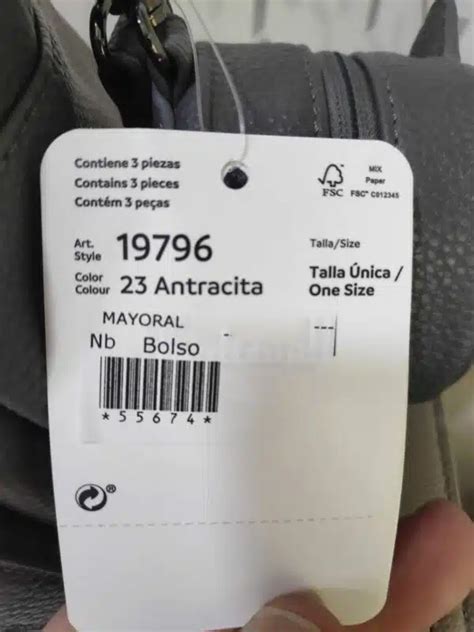 Contiene 3 piezas
Contains 3 pieces
Contém 3 peças
MIX
Paper
FSC
FSC™ C012345
Art.
Style
19796
Talla/Size
Color
Colour
23 Antracita
Talla Única /
One Size
MAYORAL
Nb Bolso -
---
*55674*
®